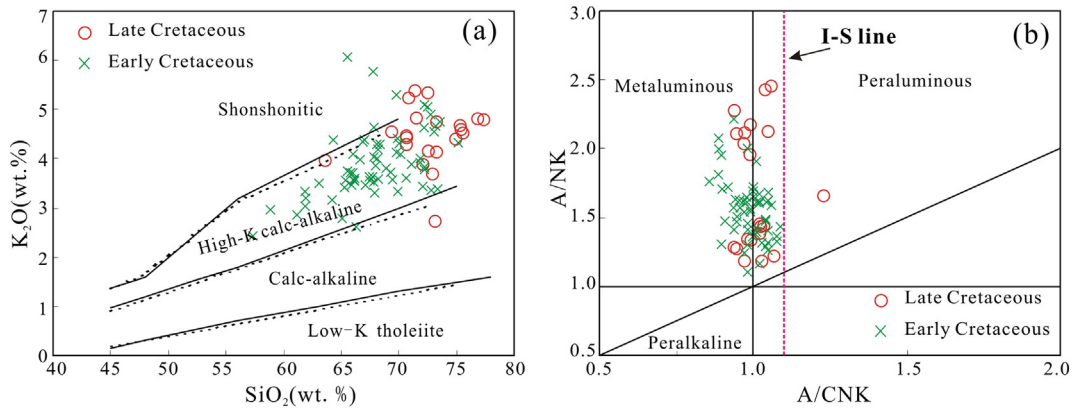 (a)
Late Cretaceous
Early Cretaceous
Shonshonitic
High-K calc-alkaline
Calc-alkaline
Low-K tholeiite
K2O(wt.%)
6
5
4
3
2
1
0
40
45
50
55
60
65
70
75
80
SiO2(wt. %)
(b)
I-S line
Metaluminous
Peraluminous
Peralkaline
Late Cretaceous
Early Cretaceous
A/NK
3.0
2.5
2.0
1.5
1.0
0.5
0.5
1.0
1.5
2.0
A/CNK